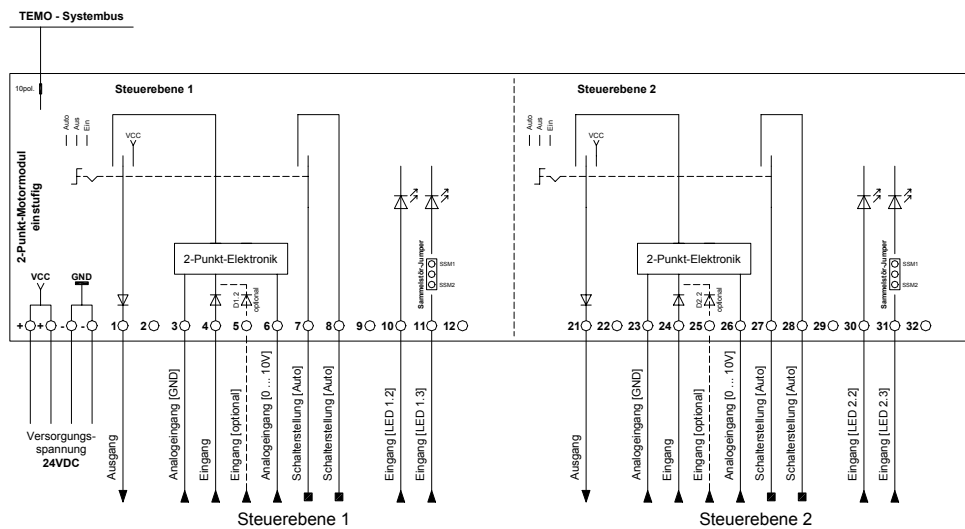 TEMO - Systembus
10pol.
Steuerebene 1
Steuerebene 2
Auto
Aus
Ein
VCC
Auto
Aus
Ein
VCC
2-Punkt-Motormodul
einstufig
2-Punkt-Elektronik
2-Punkt-Elektronik
D1.2
optional
D2.2
optional
Sammelstör-Jumper
SSM1
SSM2
Sammelstör-Jumper
SSM1
SSM2
VCC
GND
+ + - - 1 2 3 4 5 6 7 8 9 10 11 12
21 22 23 24 25 26 27 28 29 30 31 32
Versorgungs-
spannung
24VDC
Ausgang
Analogeingang [GND]
Eingang
Eingang [optional]
Analogeingang [0 ... 10V]
Schalterstellung [Auto]
Schalterstellung [Auto]
Eingang [LED 1.2]
Eingang [LED 1.3]
Ausgang
Analogeingang [GND]
Eingang
Eingang [optional]
Analogeingang [0 ... 10V]
Schalterstellung [Auto]
Schalterstellung [Auto]
Eingang [LED 2.2]
Eingang [LED 2.3]
Steuerebene 1
Steuerebene 2